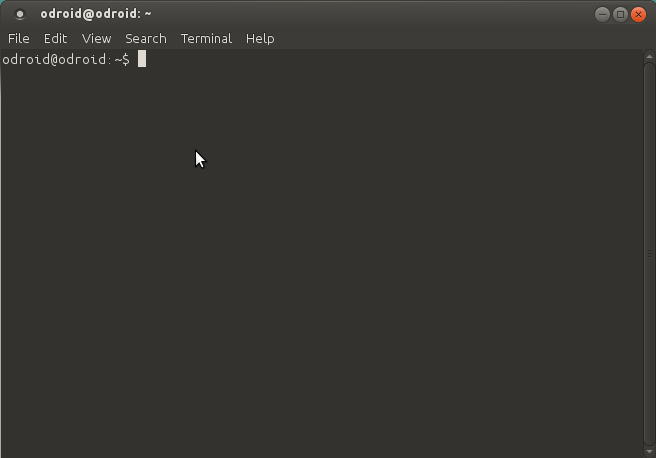 odroid@odroid: ~
File Edit View Search Terminal Help
odroid@odroid:~$